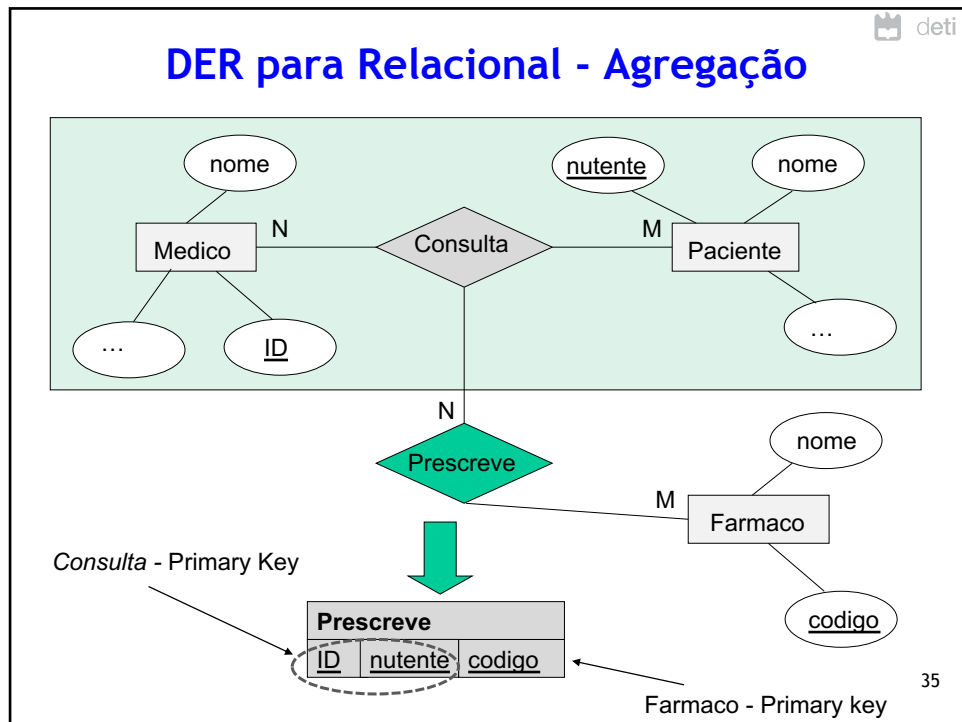 deti
DER para Relacional - Agregação
nome
nutente
nome
N
Consulta
M
Medico
Paciente
...
ID
...
N
Prescreve
nome
M
Farmaco
Consulta - Primary Key
codigo
Prescreve
ID nutente codigo
Farmaco - Primary key
35